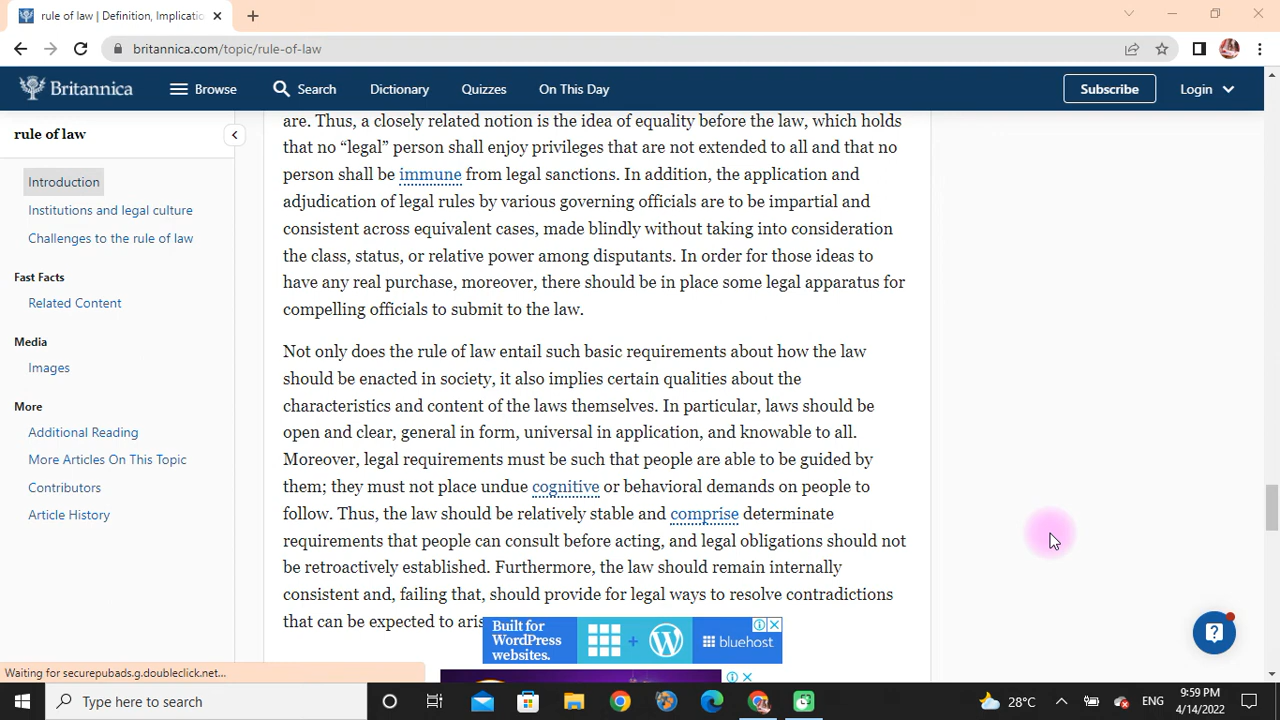 rule of law | Definition, Implicatio
britannica.com/topic/rule-of-law
Britannica
Browse
Search
Dictionary
Quizzes
On This Day
Subscribe
Login
rule of law
Introduction
Institutions and legal culture
Challenges to the rule of law
Fast Facts
Related Content
Media
Images
More
Additional Reading
More Articles On This Topic
Contributors
Article History
are. Thus, a closely related notion is the idea of equality before the law, which holds
that no “legal” person shall enjoy privileges that are not extended to all and that no
person shall be immune from legal sanctions. In addition, the application and
adjudication of legal rules by various governing officials are to be impartial and
consistent across equivalent cases, made blindly without taking into consideration
the class, status, or relative power among disputants. In order for those ideas to
have any real purchase, moreover, there should be in place some legal apparatus for
compelling officials to submit to the law.
Not only does the rule of law entail such basic requirements about how the law
should be enacted in society, it also implies certain qualities about the
characteristics and content of the laws themselves. In particular, laws should be
open and clear, general in form, universal in application, and knowable to all.
Moreover, legal requirements must be such that people are able to be guided by
them; they must not place undue cognitive or behavioral demands on people to
follow. Thus, the law should be relatively stable and comprise determinate
requirements that people can consult before acting, and legal obligations should not
be retroactively established. Furthermore, the law should remain internally
consistent and, failing that, should provide for legal ways to resolve contradictions
that can be expected to aris
Built for
WordPress
websites.
bluehost
Waiting for securepubads.g.doubleclick.net...
Type here to search
28°C
ENG
9:59 PM
4/14/2022